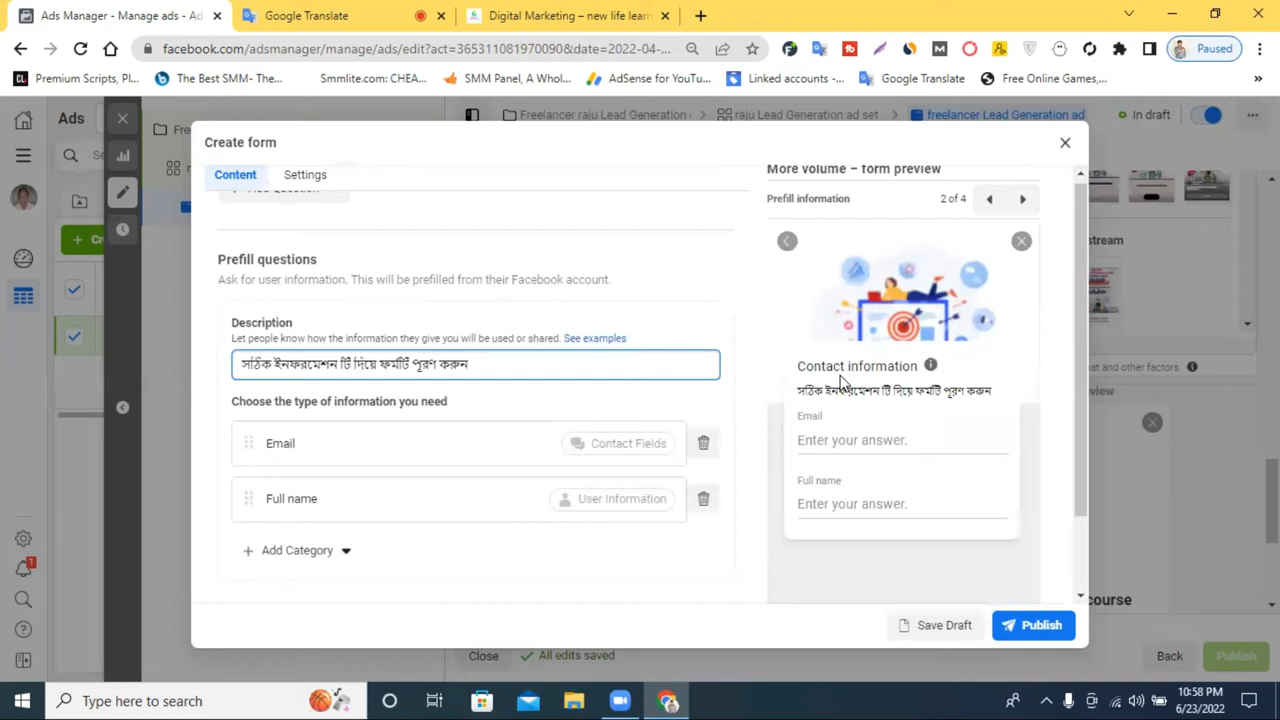 Ads Manager - Manage ads - Ad
Google Translate
Digital Marketing – new life learn
facebook.com/adsmanager/manage/ads/edit?act=365311081970090&date=2022-04-...
Paused
Premium Scripts, Pl...
The Best SMM- The...
Smmlite.com: CHEA...
SMM Panel, A Whol...
AdSense for YouTu...
Linked accounts -...
Google Translate
Free Online Games,...
Ads
Freelancer raju Lead Generation
raju Lead Generation ad set
freelancer Lead Generation ad
In draft
Create form
Content
Settings
More volume – form preview
Prefill information
2 of 4
Prefill questions
Ask for user information. This will be prefilled from their Facebook account.
Description
Let people know how the information they give you will be used or shared. See examples
সঠিক ইনফরমেশন টি দিয়ে ফর্মটি পূরণ করুন
Choose the type of information you need
Email
Contact Fields
Full name
User Information
Add Category
Contact information
সঠিক ইনফরমেশন টি দিয়ে ফর্মটি পূরণ করুন
Email
Enter your answer.
Full name
Enter your answer.
Save Draft
Publish
stream
and other factors.
eview
course
Close
All edits saved
Back
Publish
1
Type here to search
10:58 PM
6/23/2022